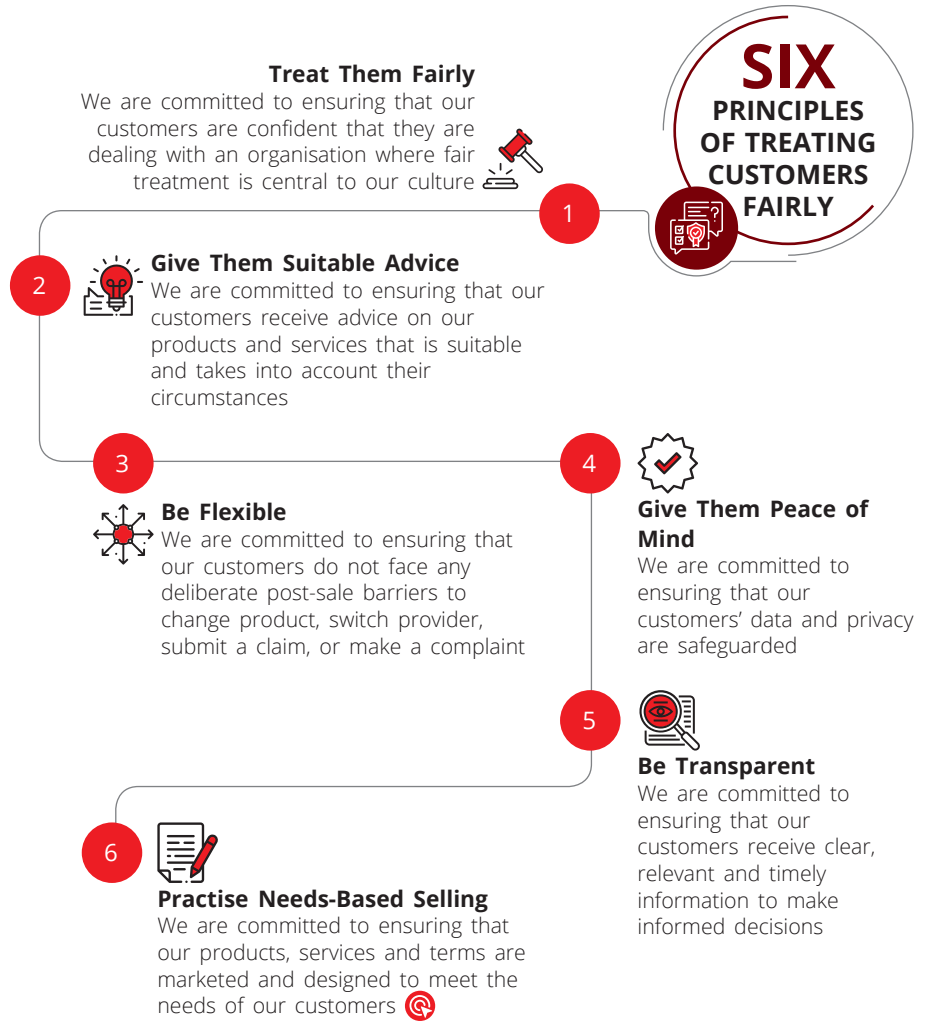 SIX
PRINCIPLES
OF TREATING
CUSTOMERS
FAIRLY
Treat Them Fairly
We are committed to ensuring that our
customers are confident that they are
dealing with an organisation where fair
treatment is central to our culture
1
2
Give Them Suitable Advice
We are committed to ensuring that our
customers receive advice on our
products and services that is suitable
and takes into account their
circumstances
3
Be Flexible
We are committed to ensuring that
our customers do not face any
deliberate post-sale barriers to
change product, switch provider,
submit a claim, or make a complaint
4
Give Them Peace of
Mind
We are committed to
ensuring that our
customers’ data and privacy
are safeguarded
5
Be Transparent
We are committed to
ensuring that our
customers receive clear,
relevant and timely
information to make
informed decisions
6
Practise Needs-Based Selling
We are committed to ensuring that
our products, services and terms are
marketed and designed to meet the
needs of our customers